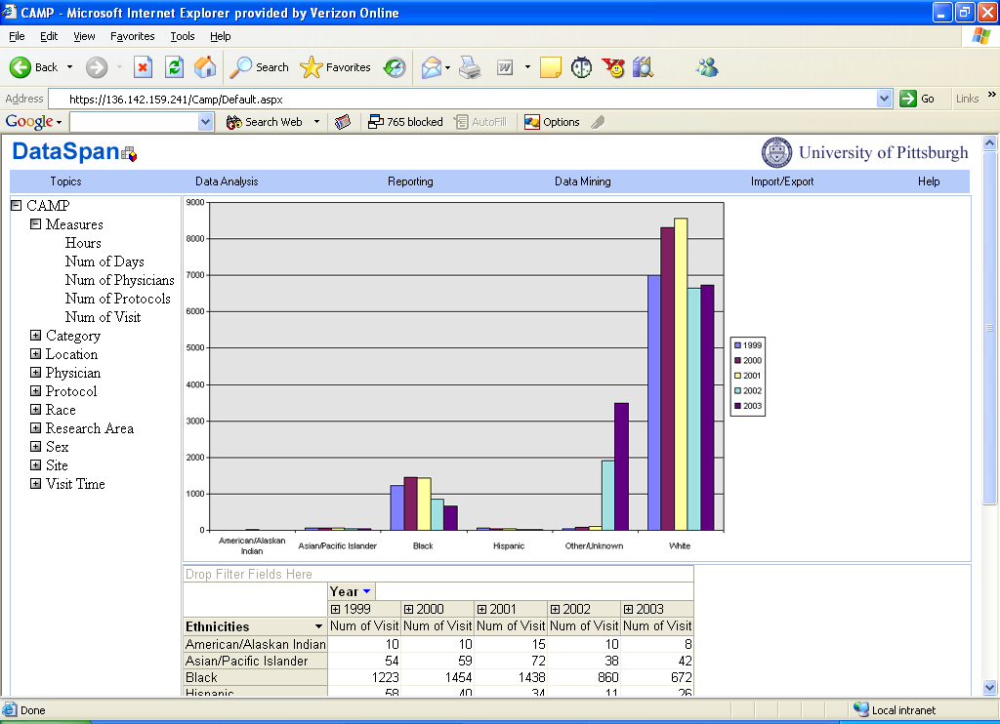 CAMP - Microsoft Internet Explorer provided by Verizon Online
File Edit View Favorites Tools Help
Back Search Favorites
Address https://136.142.159.241/Camp/Default.aspx Go Links »
Google Search Web 765 blocked AutoFill Options
DataSpan University of Pittsburgh
Topics Data Analysis Reporting Data Mining Import/Export Help
CAMP
Measures
Hours
Num of Days
Num of Physicians
Num of Protocols
Num of Visit
Category
Location
Physician
Protocol
Race
Research Area
Sex
Site
Visit Time
9000
8000
7000
6000
5000
4000
3000
2000
1000
0
American/Alaskan Indian Asian/Pacific Islander Black Hispanic Other/Unknown White
1999
2000
2001
2002
2003
Drop Filter Fields Here
Year
1999 2000 2001 2002 2003
Ethnicities Num of Visit Num of Visit Num of Visit Num of Visit Num of Visit
American/Alaskan Indian 10 10 15 10 8
Asian/Pacific Islander 54 59 72 38 42
Black 1223 1454 1438 860 672
Hispanic 58 40 34 11 26
Done Local intranet